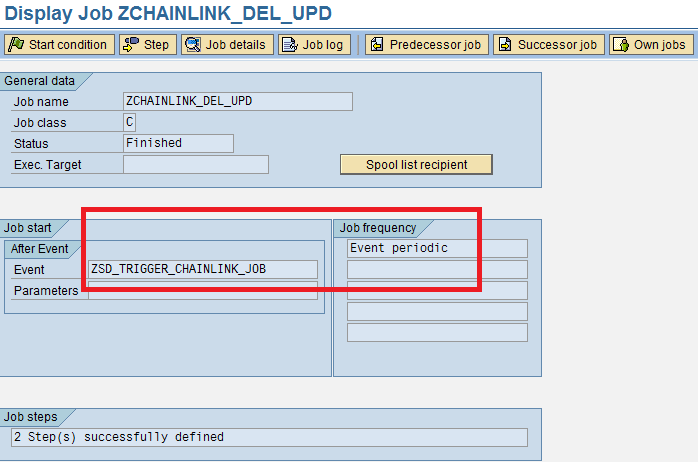 Display Job ZCHAINLINK_DEL_UPD
Start condition Step Job details Job log Predecessor job Successor job Own jobs
General data
Job name ZCHAINLINK_DEL_UPD
Job class C
Status Finished
Exec. Target Spool list recipient
Job start Job frequency
After Event Event periodic
Event ZSD_TRIGGER_CHAINLINK_JOB
Parameters
Job steps
2 Step(s) successfully defined